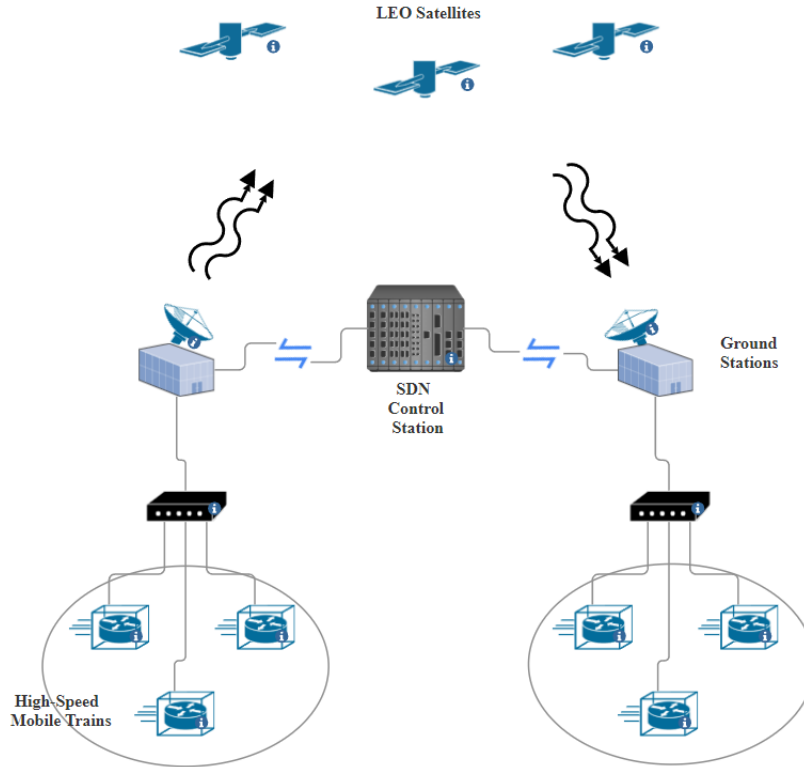 LEO Satellites
SDN
Control
Station
Ground
Stations
High-Speed
Mobile Trains